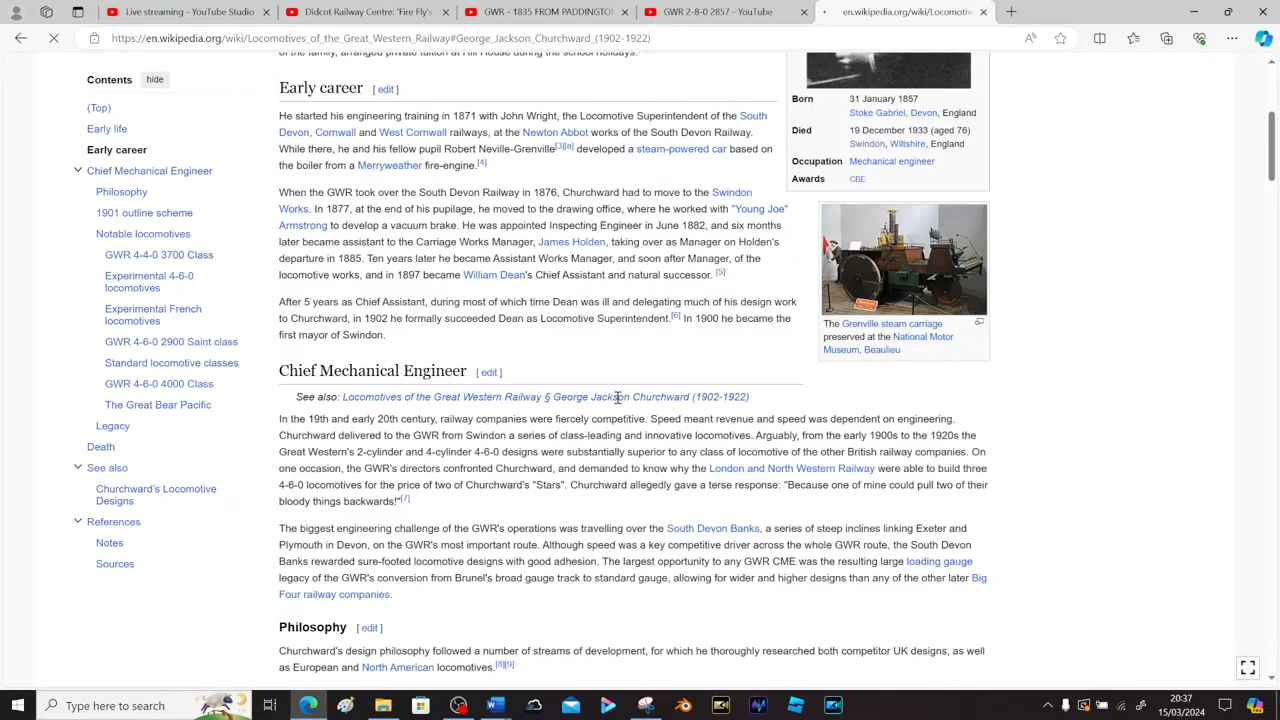 YouTube Studio
GWR - 1835 FROM PADDINGTON
GWR 2-8-0 2857 - YouTube
https://en.wikipedia.org/wiki/Locomotives_of_the_Great_Western_Railway#George_Jackson_Churchward_(1902-1922)
Contents
hide
(Top)
Early life
Early career
Chief Mechanical Engineer
Philosophy
1901 outline scheme
Notable locomotives
GWR 4-4-0 3700 Class
Experimental 4-6-0
locomotives
Experimental French
locomotives
GWR 4-6-0 2900 Saint class
Standard locomotive classes
GWR 4-6-0 4000 Class
The Great Bear Pacific
Legacy
Death
See also
Churchward's Locomotive
Designs
References
Notes
Sources
of the family, arranged private tuition at Hill House during the school holidays.
Early career [ edit ]
He started his engineering training in 1871 with John Wright, the Locomotive Superintendent of the South
Devon, Cornwall and West Cornwall railways, at the Newton Abbot works of the South Devon Railway.
While there, he and his fellow pupil Robert Neville-Grenville[3][a] developed a steam-powered car based on
the boiler from a Merryweather fire-engine.[4]
When the GWR took over the South Devon Railway in 1876, Churchward had to move to the Swindon
Works. In 1877, at the end of his pupilage, he moved to the drawing office, where he worked with "Young Joe"
Armstrong to develop a vacuum brake. He was appointed Inspecting Engineer in June 1882, and six months
later became assistant to the Carriage Works Manager, James Holden, taking over as Manager on Holden's
departure in 1885. Ten years later he became Assistant Works Manager, and soon after Manager, of the
locomotive works, and in 1897 became William Dean's Chief Assistant and natural successor. [5]
After 5 years as Chief Assistant, during most of which time Dean was ill and delegating much of his design work
to Churchward, in 1902 he formally succeeded Dean as Locomotive Superintendent.[6] In 1900 he became the
first mayor of Swindon.
Chief Mechanical Engineer [ edit ]
See also: Locomotives of the Great Western Railway § George Jackson Churchward (1902-1922)
In the 19th and early 20th century, railway companies were fiercely competitive. Speed meant revenue and speed was dependent on engineering.
Churchward delivered to the GWR from Swindon a series of class-leading and innovative locomotives. Arguably, from the early 1900s to the 1920s the
Great Western's 2-cylinder and 4-cylinder 4-6-0 designs were substantially superior to any class of locomotive of the other British railway companies. On
one occasion, the GWR's directors confronted Churchward, and demanded to know why the London and North Western Railway were able to build three
4-6-0 locomotives for the price of two of Churchward's "Stars". Churchward allegedly gave a terse response: "Because one of mine could pull two of their
bloody things backwards!"[7]
The biggest engineering challenge of the GWR's operations was travelling over the South Devon Banks, a series of steep inclines linking Exeter and
Plymouth in Devon, on the GWR's most important route. Although speed was a key competitive driver across the whole GWR route, the South Devon
Banks rewarded sure-footed locomotive designs with good adhesion. The largest opportunity to any GWR CME was the resulting large loading gauge
legacy of the GWR's conversion from Brunel's broad gauge track to standard gauge, allowing for wider and higher designs than any of the other later Big
Four railway companies.
Philosophy [ edit ]
Churchward's design philosophy followed a number of streams of development, for which he thoroughly researched both competitor UK designs, as well
as European and North American locomotives.[8][9]
Born 31 January 1857
Stoke Gabriel, Devon, England
Died 19 December 1933 (aged 76)
Swindon, Wiltshire, England
Occupation Mechanical engineer
Awards CBE
The Grenville steam carriage
preserved at the National Motor
Museum, Beaulieu
Type here to search
20:37
15/03/2024